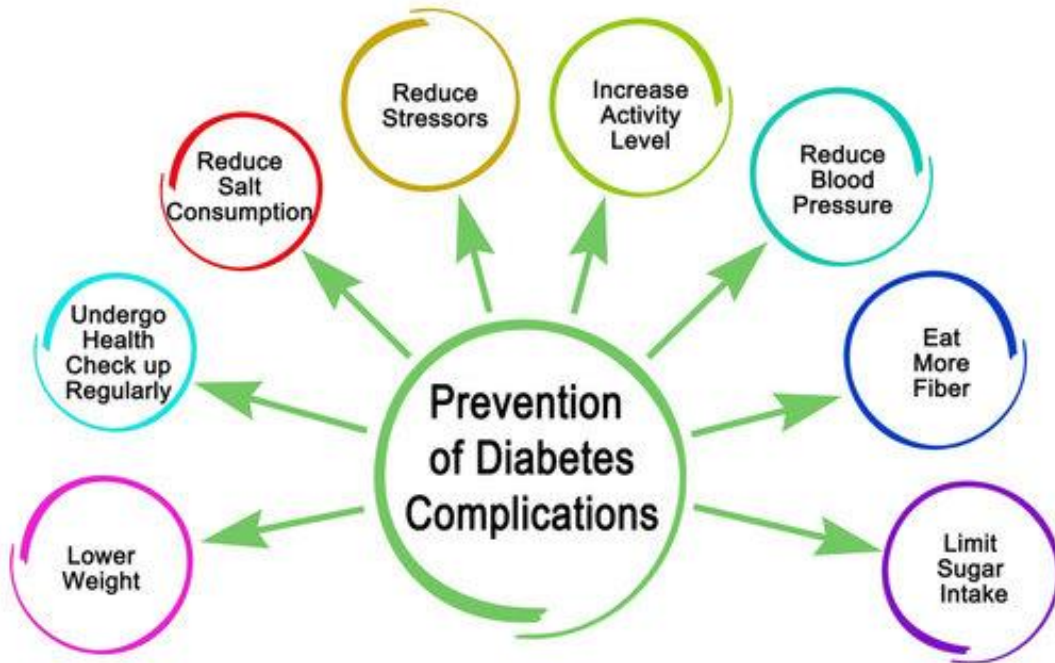 Prevention
of Diabetes
Complications
Lower
Weight
Undergo
Health
Check up
Regularly
Reduce
Salt
Consumption
Reduce
Stressors
Increase
Activity
Level
Reduce
Blood
Pressure
Eat
More
Fiber
Limit
Sugar
Intake